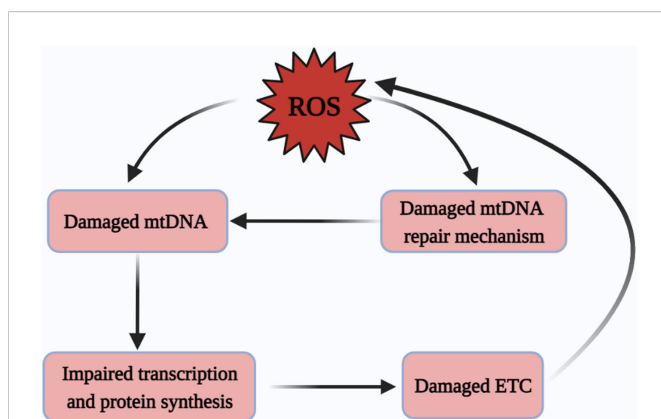 ROS
Damaged mtDNA
Damaged mtDNA
repair mechanism
Impaired transcription
and protein synthesis
Damaged ETC